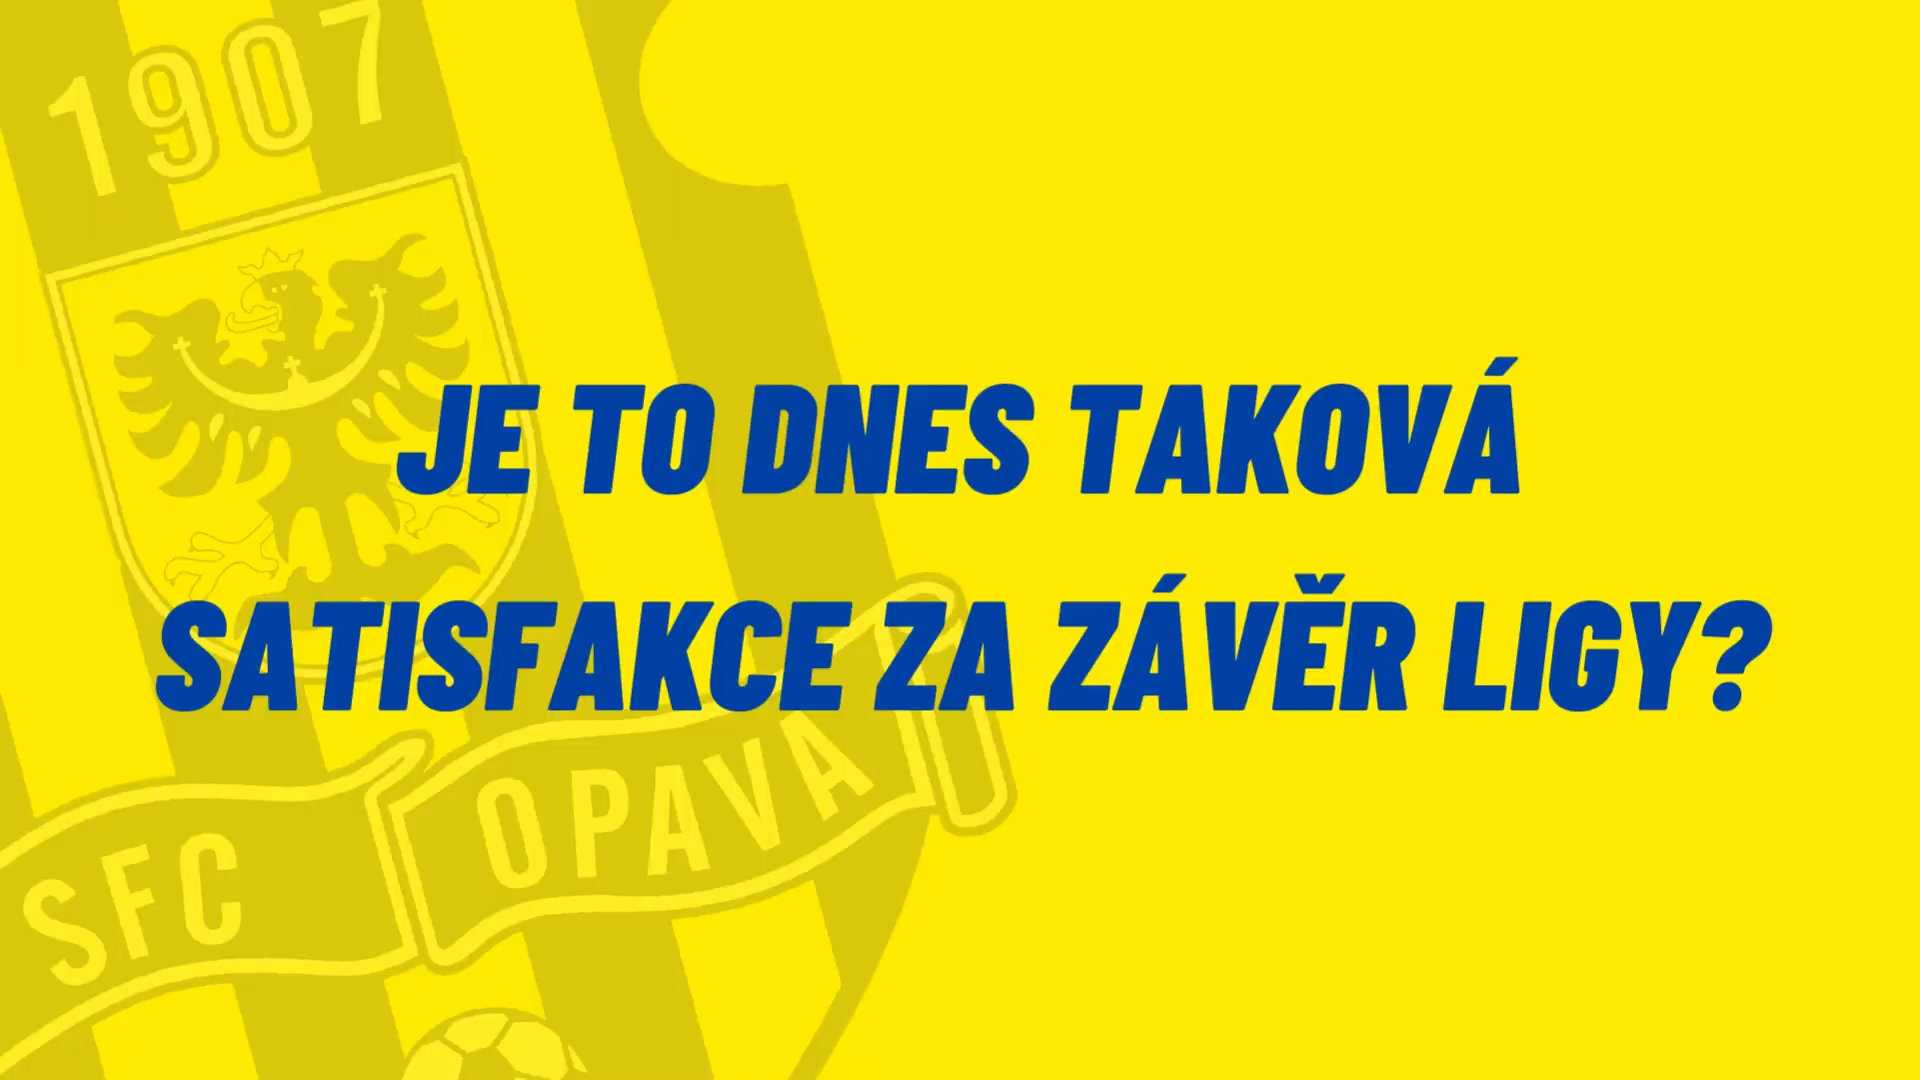 1907
JE TO DNES TAKOVÁ
SATISFAKCE ZA ZÁVĚR LIGY?
SFC OPAVA